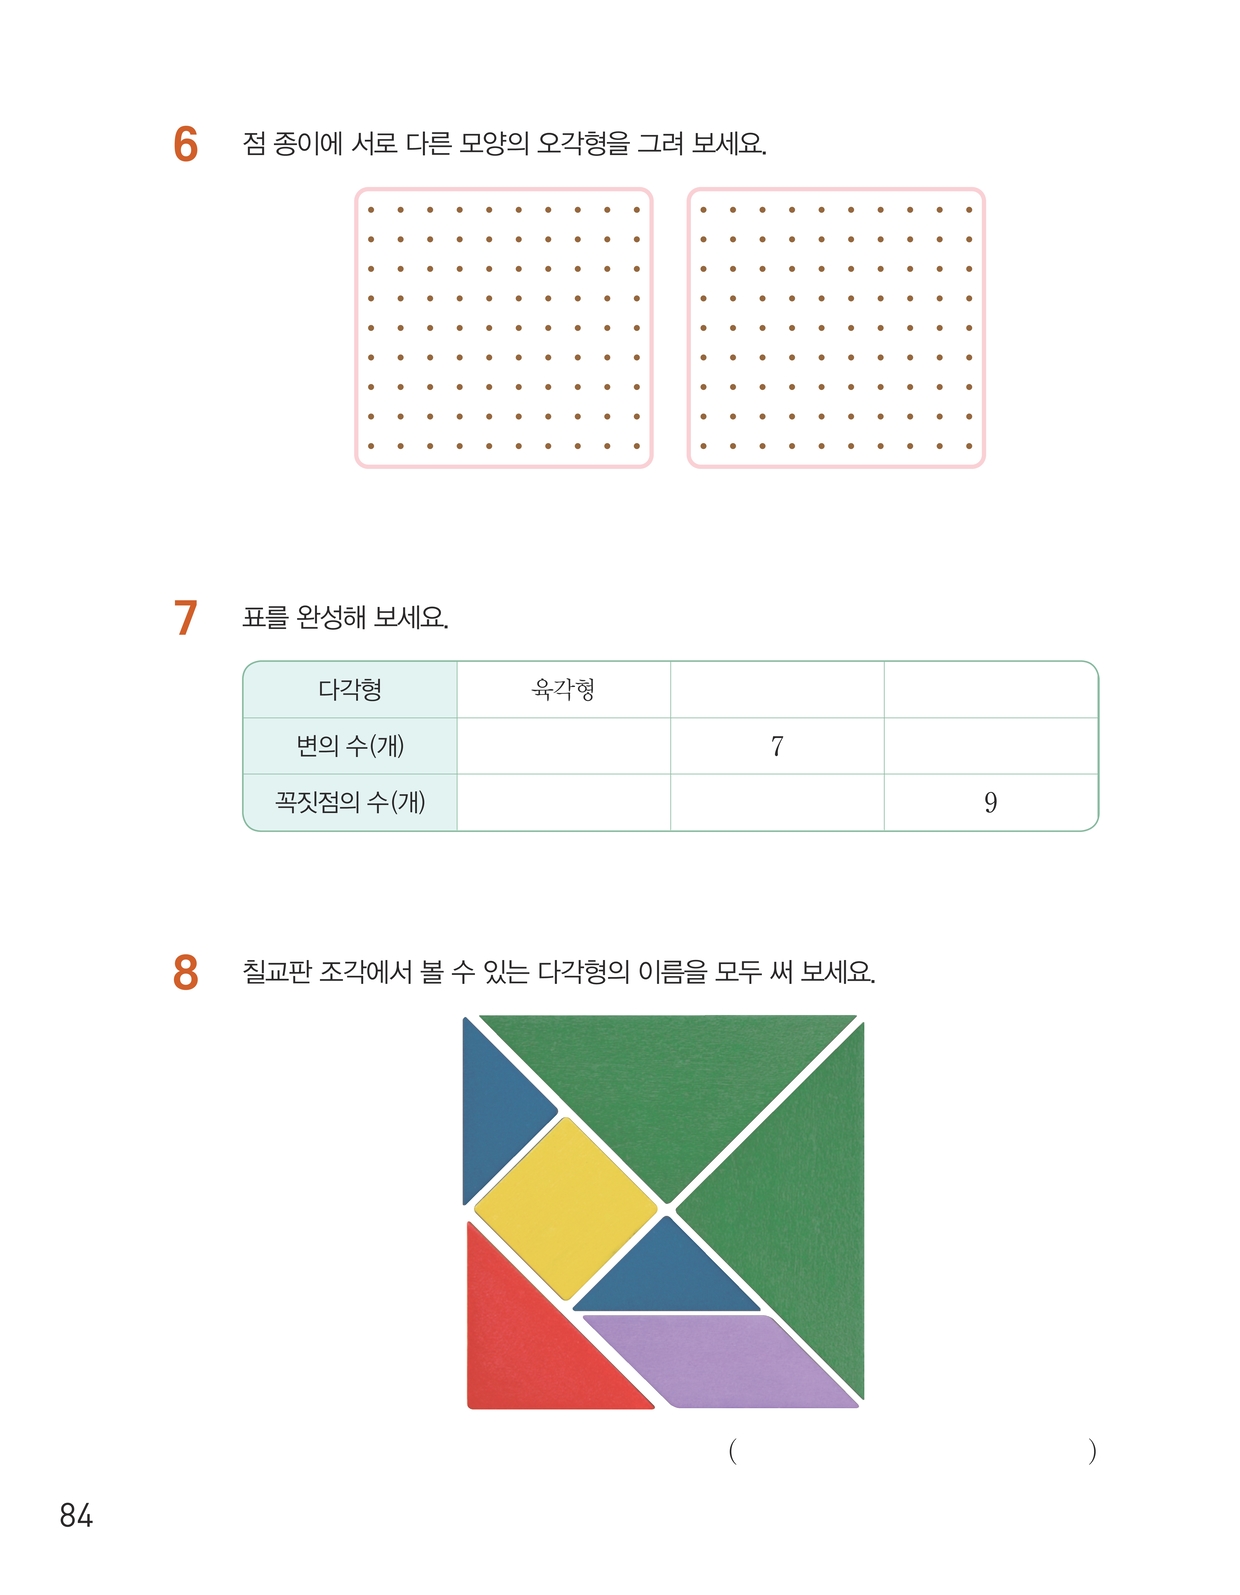 6 점 종이에 서로 다른 모양의 오각형을 그려 보세요.
7 표를 완성해 보세요.
다각형 육각형
변의 수(개) 7
꼭짓점의 수(개) 9
8 칠교판 조각에서 볼 수 있는 다각형의 이름을 모두 써 보세요.
( )
84